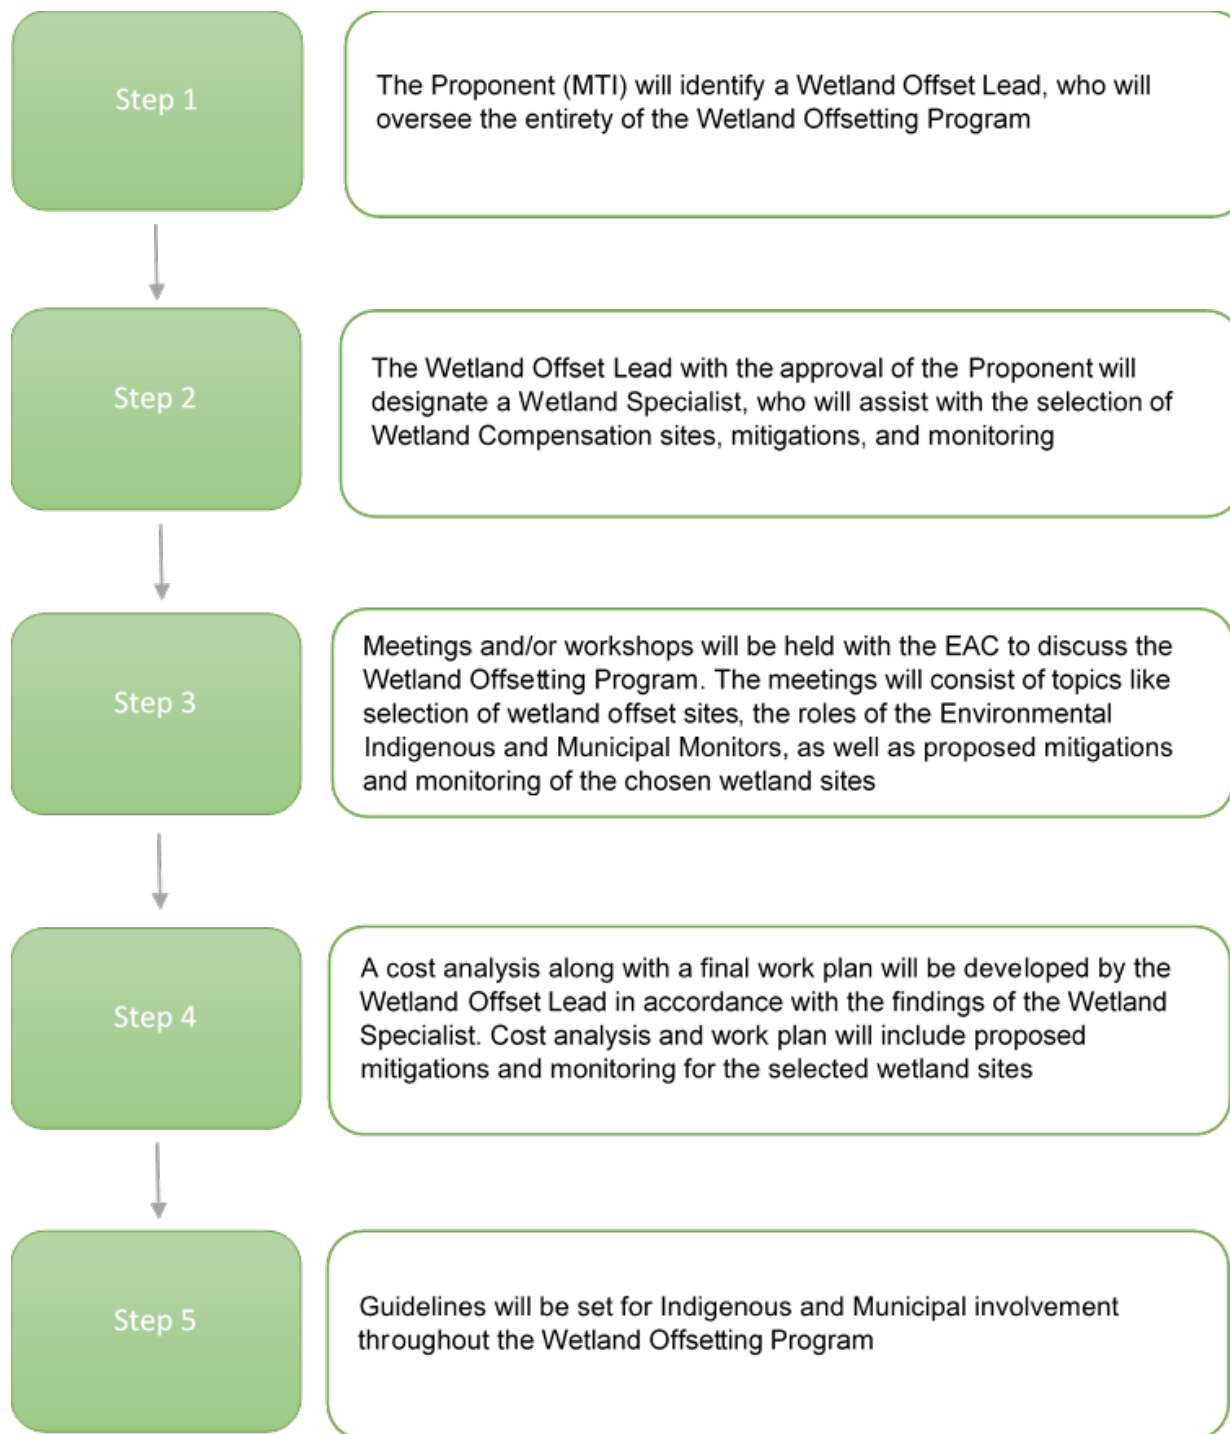 Step 1
The Proponent (MTI) will identify a Wetland Offset Lead, who will
oversee the entirety of the Wetland Offsetting Program
Step 2
The Wetland Offset Lead with the approval of the Proponent will
designate a Wetland Specialist, who will assist with the selection of
Wetland Compensation sites, mitigations, and monitoring
Step 3
Meetings and/or workshops will be held with the EAC to discuss the
Wetland Offsetting Program. The meetings will consist of topics like
selection of wetland offset sites, the roles of the Environmental
Indigenous and Municipal Monitors, as well as proposed mitigations
and monitoring of the chosen wetland sites
Step 4
A cost analysis along with a final work plan will be developed by the
Wetland Offset Lead in accordance with the findings of the Wetland
Specialist. Cost analysis and work plan will include proposed
mitigations and monitoring for the selected wetland sites
Step 5
Guidelines will be set for Indigenous and Municipal involvement
throughout the Wetland Offsetting Program